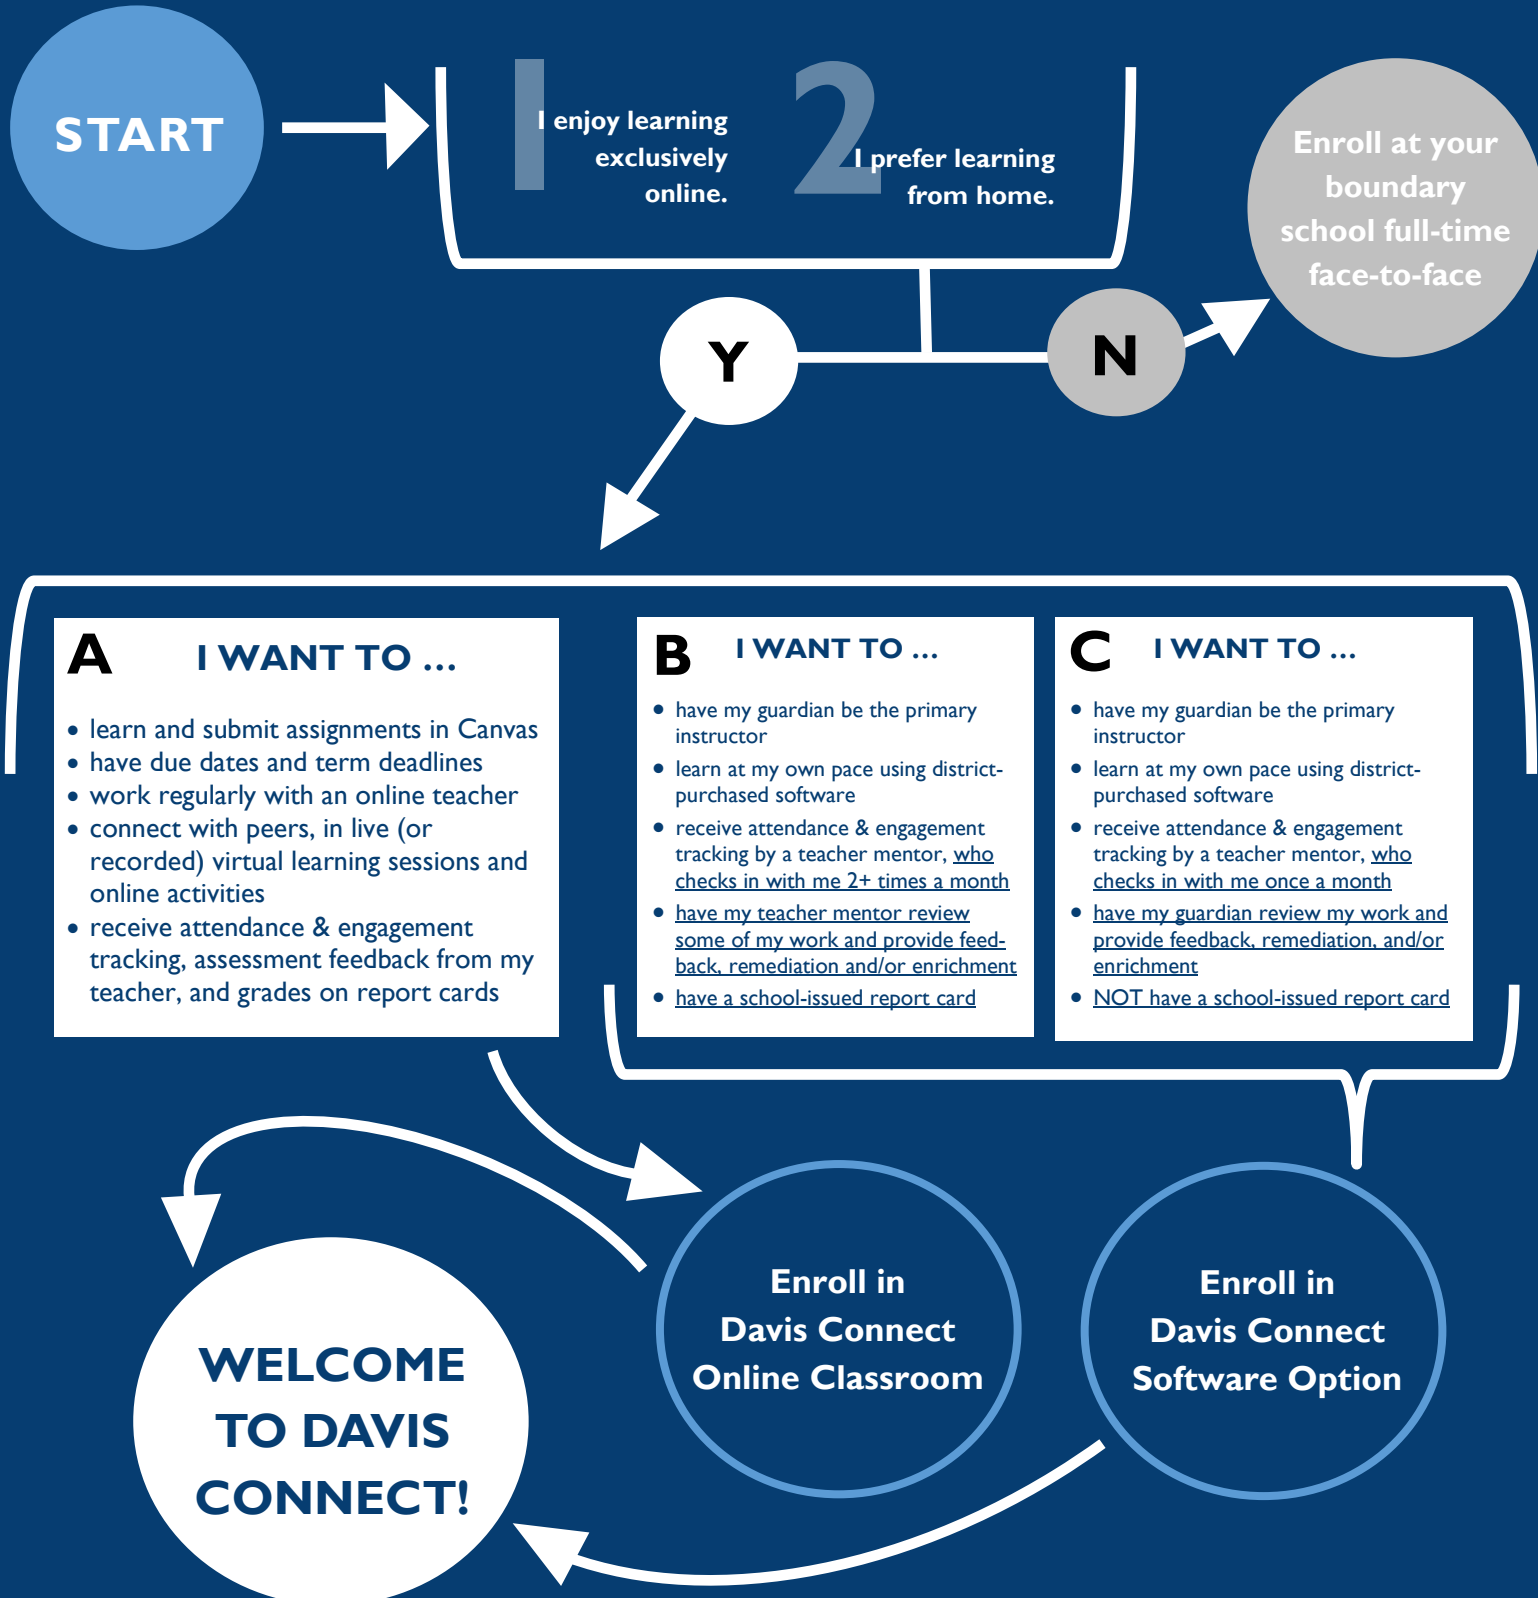 START
1
I enjoy learning
exclusively
online.
2
I prefer learning
from home.
Enroll at your
boundary
school full-time
face-to-face
Y
N
A
I WANT TO ...
• learn and submit assignments in Canvas
• have due dates and term deadlines
• work regularly with an online teacher
• connect with peers, in live (or
recorded) virtual learning sessions and
online activities
• receive attendance & engagement
tracking, assessment feedback from my
teacher, and grades on report cards
B
I WANT TO ...
• have my guardian be the primary
instructor
• learn at my own pace using district-
purchased software
• receive attendance & engagement
tracking by a teacher mentor, who
checks in with me 2+ times a month
• have my teacher mentor review
some of my work and provide feed-
back, remediation and/or enrichment
• have a school-issued report card
C
I WANT TO ...
• have my guardian be the primary
instructor
• learn at my own pace using district-
purchased software
• receive attendance & engagement
tracking by a teacher mentor, who
checks in with me once a month
• have my guardian review my work and
provide feedback, remediation, and/or
enrichment
• NOT have a school-issued report card
Enroll in
Davis Connect
Online Classroom
Enroll in
Davis Connect
Software Option
WELCOME
TO DAVIS
CONNECT!